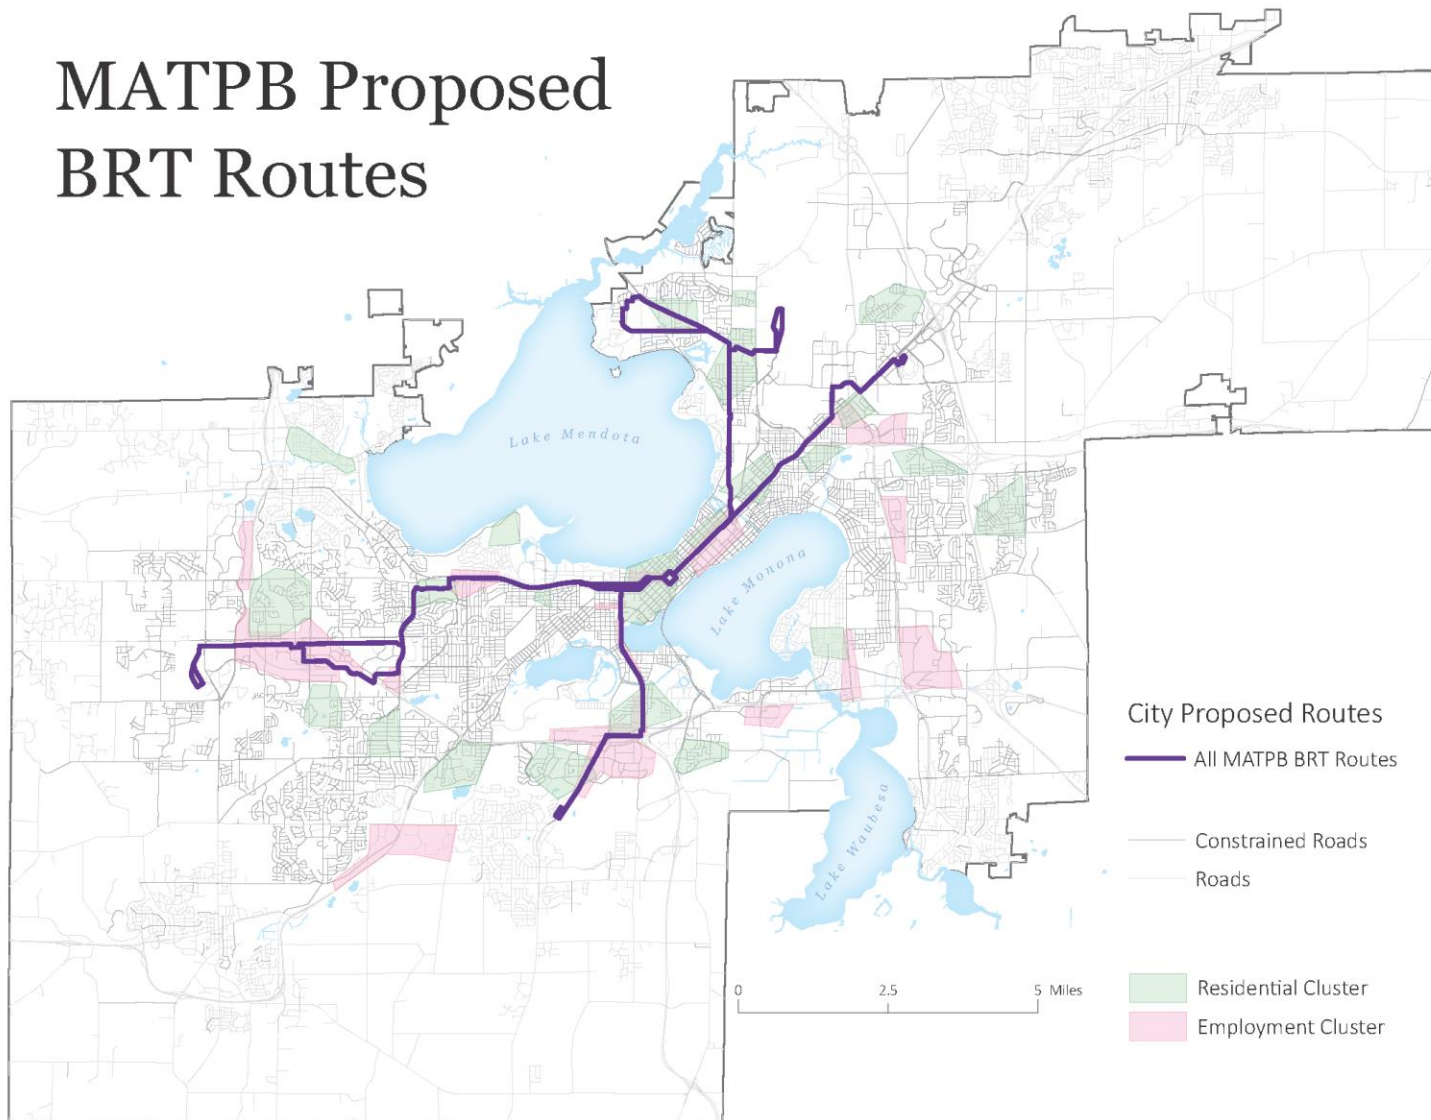 MATPB Proposed
BRT Routes
Lake Mendota
Lake Monona
Lake Waubesa
City Proposed Routes
All MATPB BRT Routes
Constrained Roads
Roads
0 2.5 5 Miles
Residential Cluster
Employment Cluster